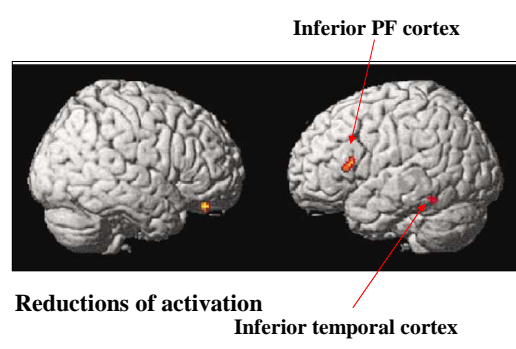 Inferior PF cortex
Reductions of activation
Inferior temporal cortex